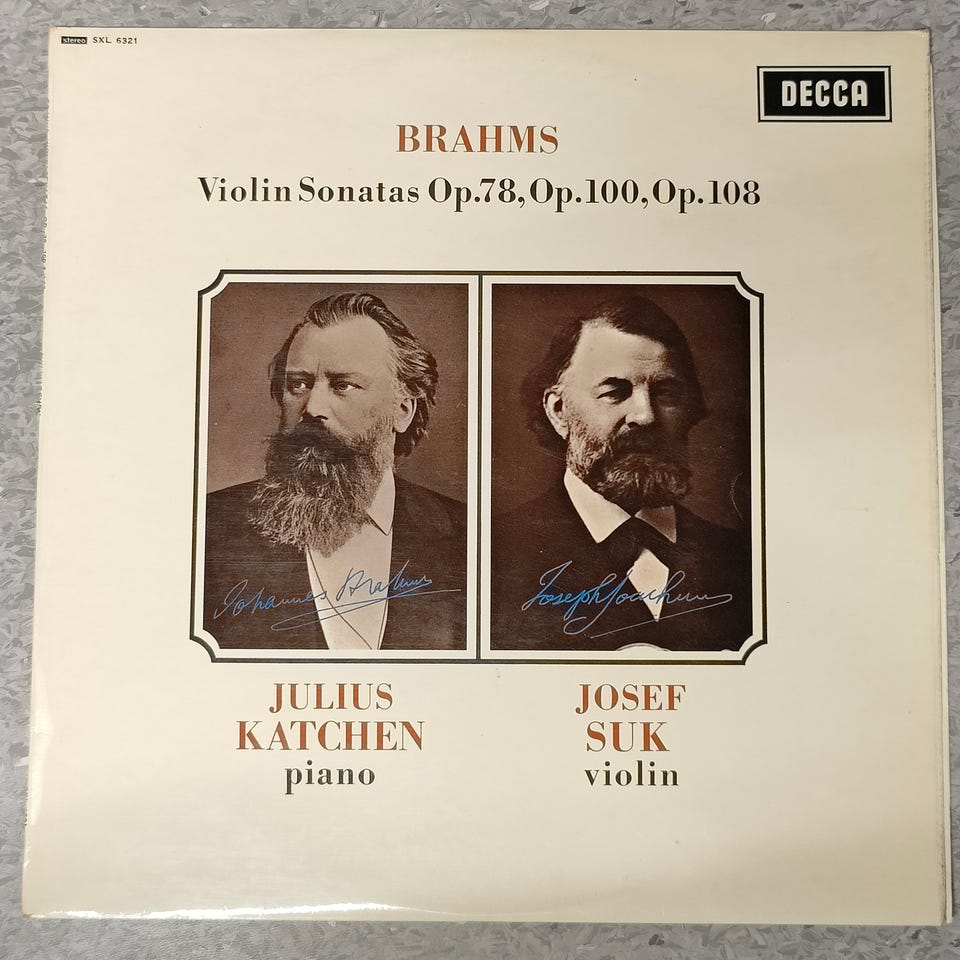 stereo SXL 6321
DECCA
BRAHMS
Violin Sonatas Op.78, Op.100, Op.108
Johannes Brahms
Joseph Joachim
JULIUS
KATCHEN
piano
JOSEF
SUK
violin